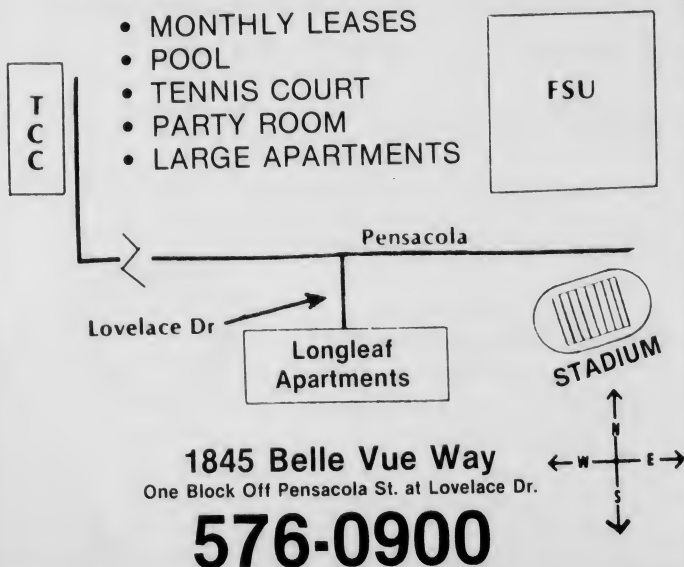 • MONTHLY LEASES
• POOL
• TENNIS COURT
• PARTY ROOM
• LARGE APARTMENTS
TCC
FSU
Pensacola
Lovelace Dr
Longleaf
Apartments
STADIUM
N
W E
S
1845 Belle Vue Way
One Block Off Pensacola St. at Lovelace Dr.
576-0900